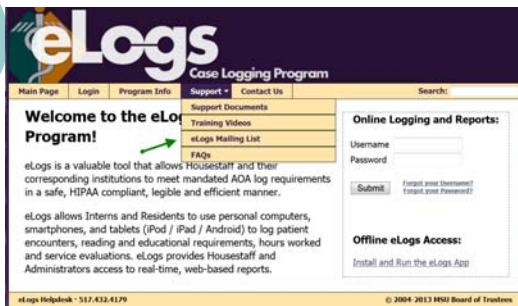 eLogs
Case Logging Program
Main Page Login Program Info Support Contact Us Search:
Support Documents
Training Videos
eLogs Mailing List
FAQs
Welcome to the eLo
Program!
eLogs is a valuable tool that allows Housestaff and their
corresponding institutions to meet mandated AOA log requirements
in a safe, HIPAA compliant, legible and efficient manner.
eLogs allows Interns and Residents to use personal computers,
smartphones, and tablets (iPod / iPad / Android) to log patient
encounters, reading and educational requirements, hours worked
and service evaluations. eLogs provides Housestaff and
Administrators access to real-time, web-based reports.
Online Logging and Reports:
Username
Password
Submit
Forgot your Username?
Forgot your Password?
Offline eLogs Access:
Install and Run the eLogs App
eLogs Helpdesk - 517.432.4179
© 2004-2013 MSU Board of Trustees